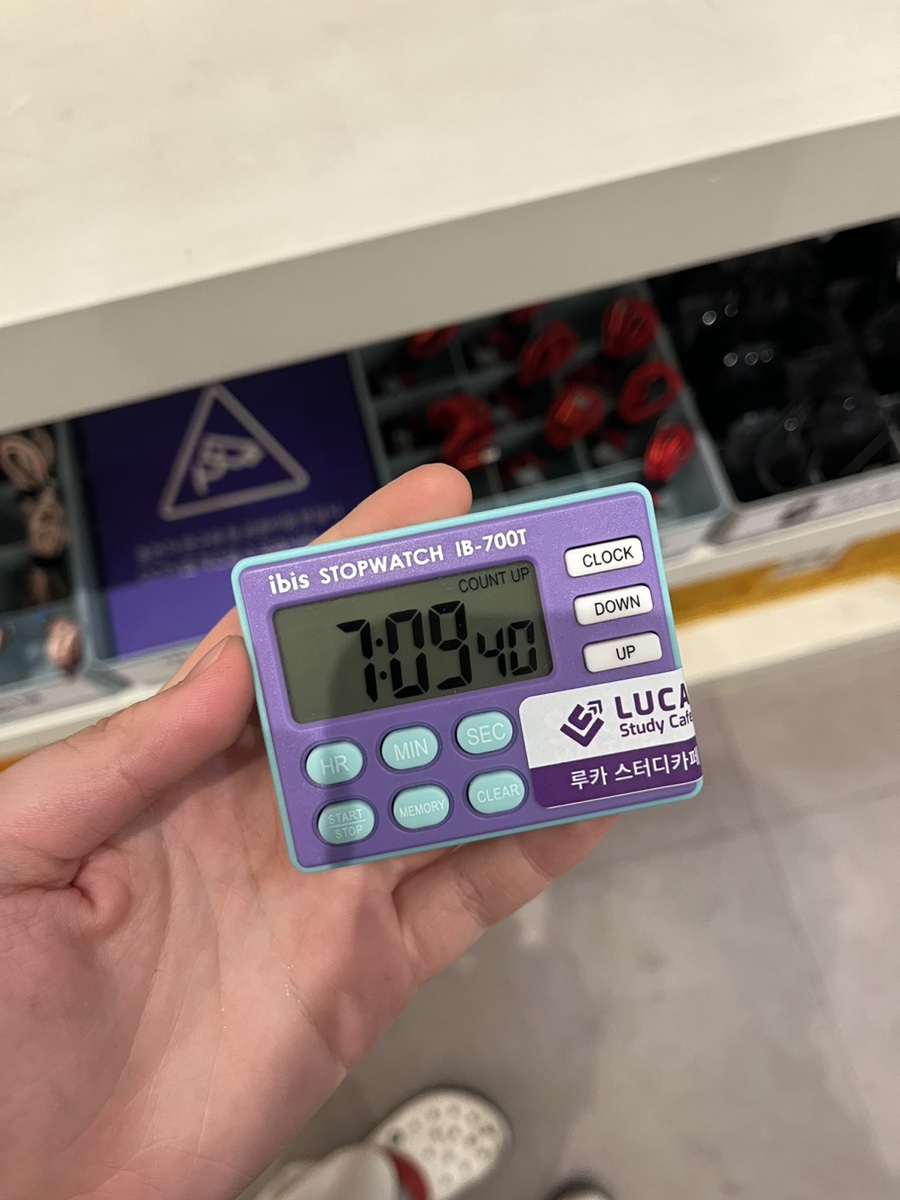 ibis STOPWATCH IB-700T
COUNT UP
7:09 40
CLOCK
DOWN
UP
HR
MIN
SEC
START
STOP
MEMORY
CLEAR
LUCA
Study Cafe
루카 스터디카페